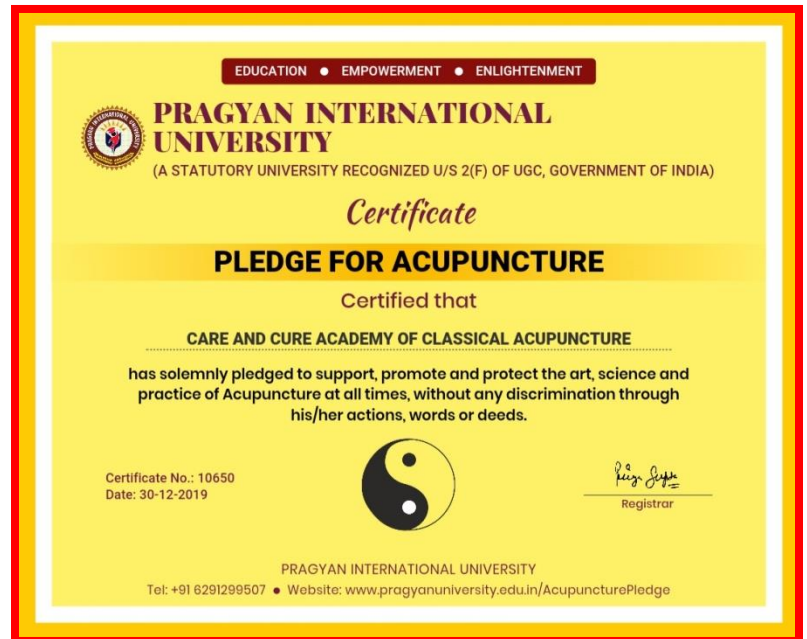 EDUCATION ● EMPOWERMENT ● ENLIGHTENMENT
PRAGYAN INTERNATIONAL
UNIVERSITY
(A STATUTORY UNIVERSITY RECOGNIZED U/S 2(F) OF UGC, GOVERNMENT OF INDIA)
Certificate
PLEDGE FOR ACUPUNCTURE
Certified that
CARE AND CURE ACADEMY OF CLASSICAL ACUPUNCTURE
has solemnly pledged to support, promote and protect the art, science and
practice of Acupuncture at all times, without any discrimination through
his/her actions, words or deeds.
Certificate No.: 10650
Date: 30-12-2019
Registrar
PRAGYAN INTERNATIONAL UNIVERSITY
Tel: +91 6291299507 ● Website: www.pragyanuniversity.edu.in/AcupuncturePledge